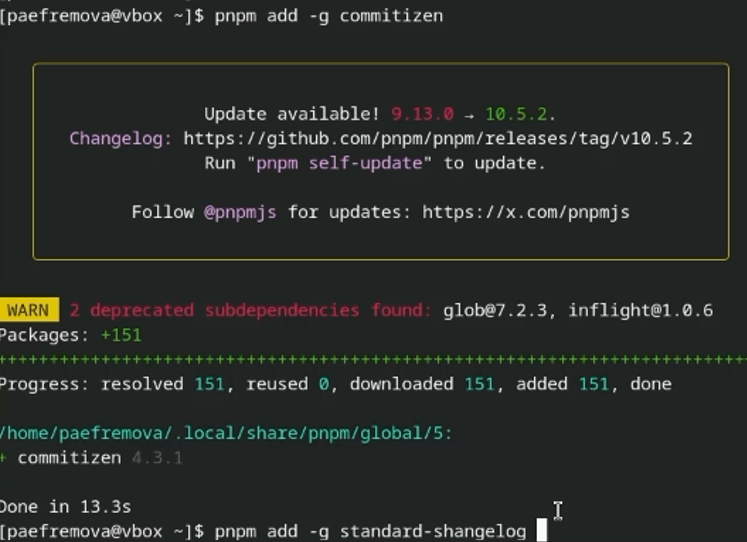 [paefremova@vbox ~]$ pnpm add -g commitizen
Update available! 9.13.0 → 10.5.2.
Changelog: https://github.com/pnpm/pnpm/releases/tag/v10.5.2
Run "pnpm self-update" to update.
Follow @pnpmjs for updates: https://x.com/pnpmjs
WARN 2 deprecated subdependencies found: glob@7.2.3, inflight@1.0.6
Packages: +151
++++++++++++++++++++++++++++++++++++++++++++++++++++++++++++++++++++++++
Progress: resolved 151, reused 0, downloaded 151, added 151, done
/home/paefremova/.local/share/pnpm/global/5:
+ commitizen 4.3.1
Done in 13.3s
[paefremova@vbox ~]$ pnpm add -g standard-shangelog